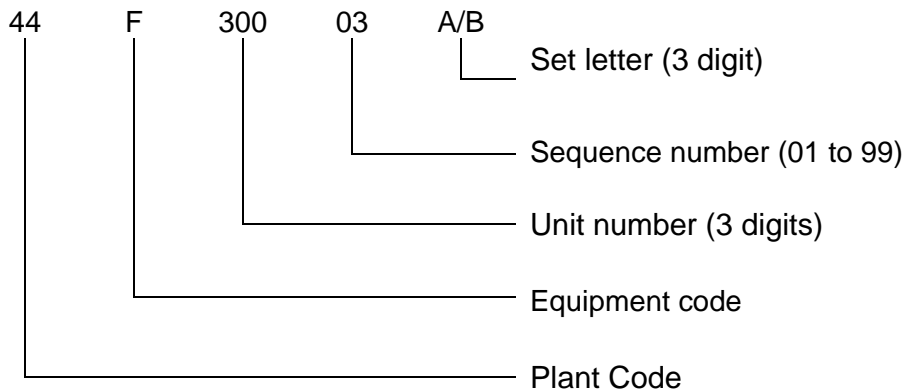 44 F 300 03 A/B
Set letter (3 digit)
Sequence number (01 to 99)
Unit number (3 digits)
Equipment code
Plant Code